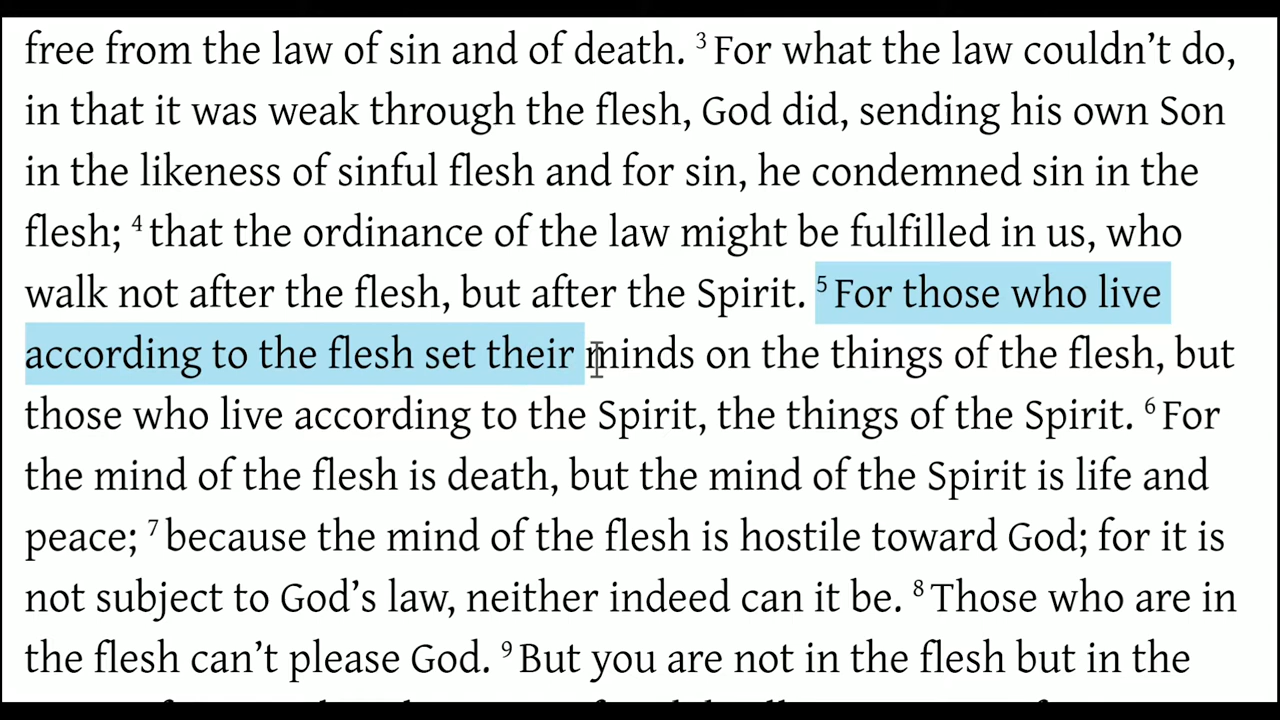 free from the law of sin and of death. ³ For what the law couldn’t do,
in that it was weak through the flesh, God did, sending his own Son
in the likeness of sinful flesh and for sin, he condemned sin in the
flesh; ⁴ that the ordinance of the law might be fulfilled in us, who
walk not after the flesh, but after the Spirit. ⁵ For those who live
according to the flesh set their minds on the things of the flesh, but
those who live according to the Spirit, the things of the Spirit. ⁶ For
the mind of the flesh is death, but the mind of the Spirit is life and
peace; ⁷ because the mind of the flesh is hostile toward God; for it is
not subject to God’s law, neither indeed can it be. ⁸ Those who are in
the flesh can’t please God. ⁹ But you are not in the flesh but in the